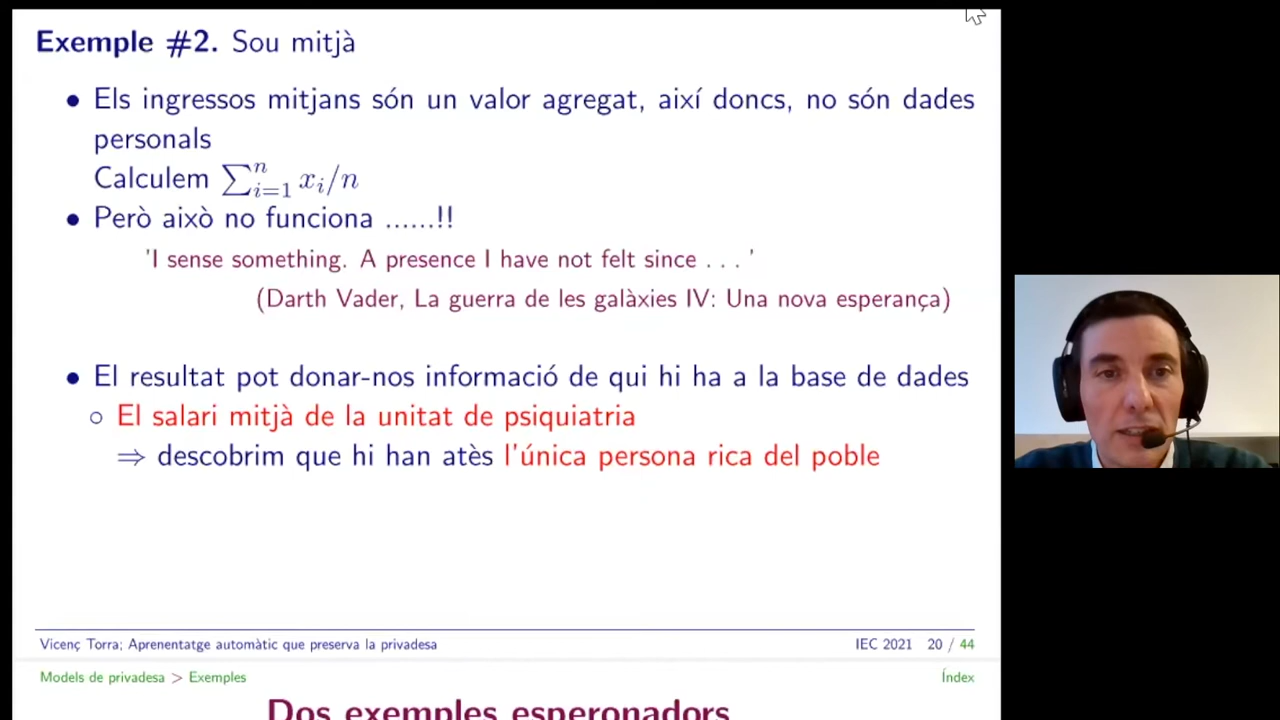 Exemple #2. Sou mitjà
• Els ingressos mitjans són un valor agregat, així doncs, no són dades
personals
Calculem ∑ⁿᵢ₌₁ xᵢ/n
• Però això no funciona ......!!
'I sense something. A presence I have not felt since . . . '
(Darth Vader, La guerra de les galàxies IV: Una nova esperança)
• El resultat pot donar-nos informació de qui hi ha a la base de dades
○ El salari mitjà de la unitat de psiquiatria
⇒ descobrim que hi han atès l'única persona rica del poble
Vicenç Torra; Aprenentatge automàtic que preserva la privadesa IEC 2021 20 / 44
Models de privadesa > Exemples Índex
Dos exemples esperonadors